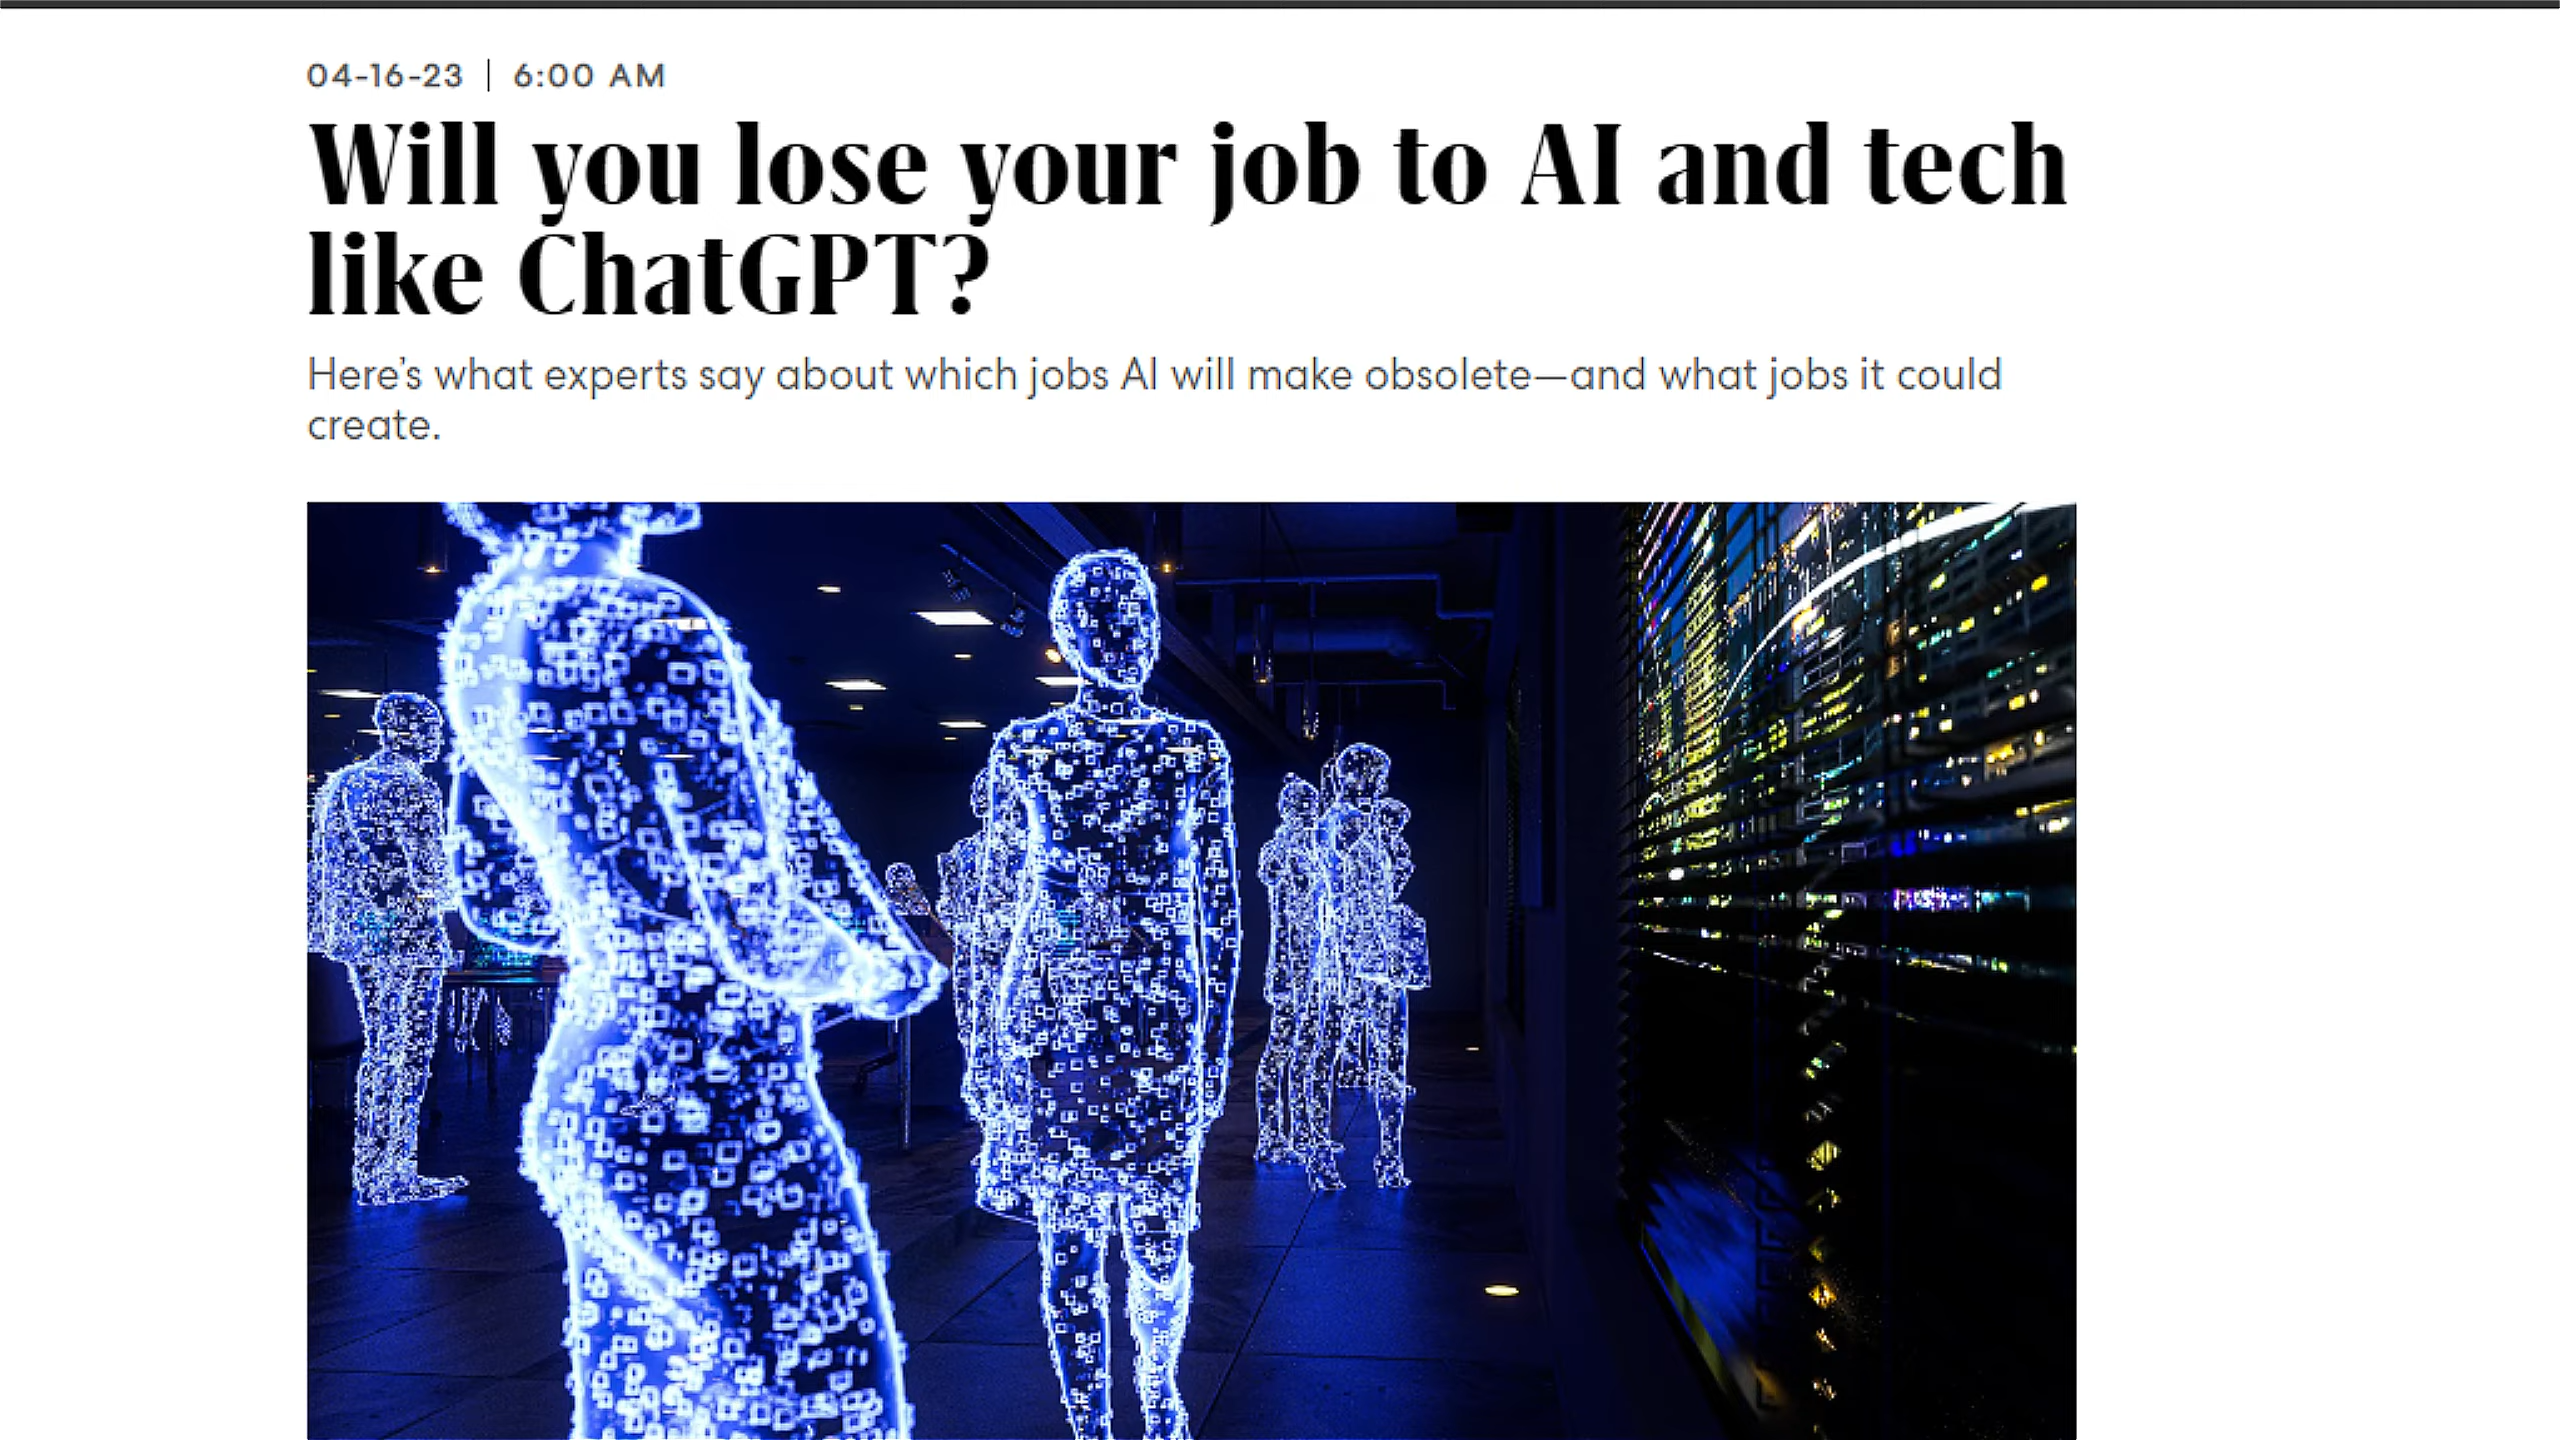 04-16-23 | 6:00 AM
Will you lose your job to AI and tech
like ChatGPT?
Here’s what experts say about which jobs AI will make obsolete—and what jobs it could
create.